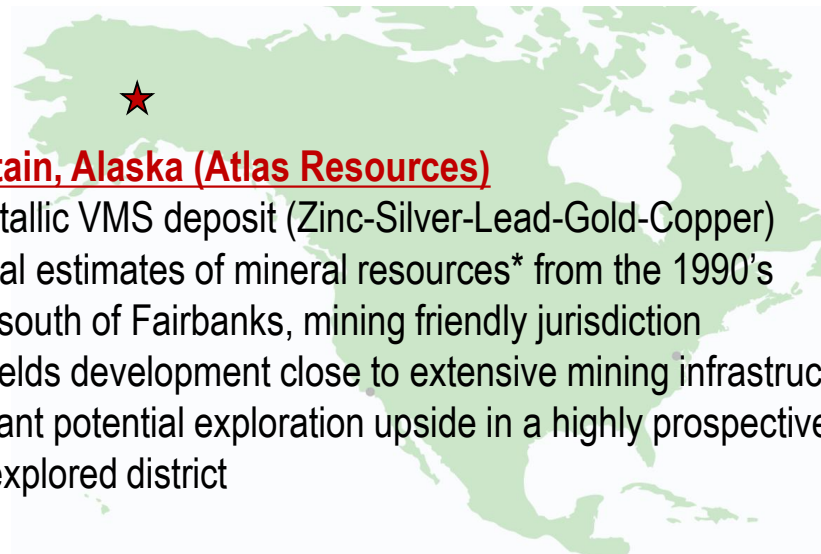 tain, Alaska (Atlas Resources)
tallic VMS deposit (Zinc-Silver-Lead-Gold-Copper)
al estimates of mineral resources* from the 1990’s
south of Fairbanks, mining friendly jurisdiction
elds development close to extensive mining infrastruc
ant potential exploration upside in a highly prospective
explored district